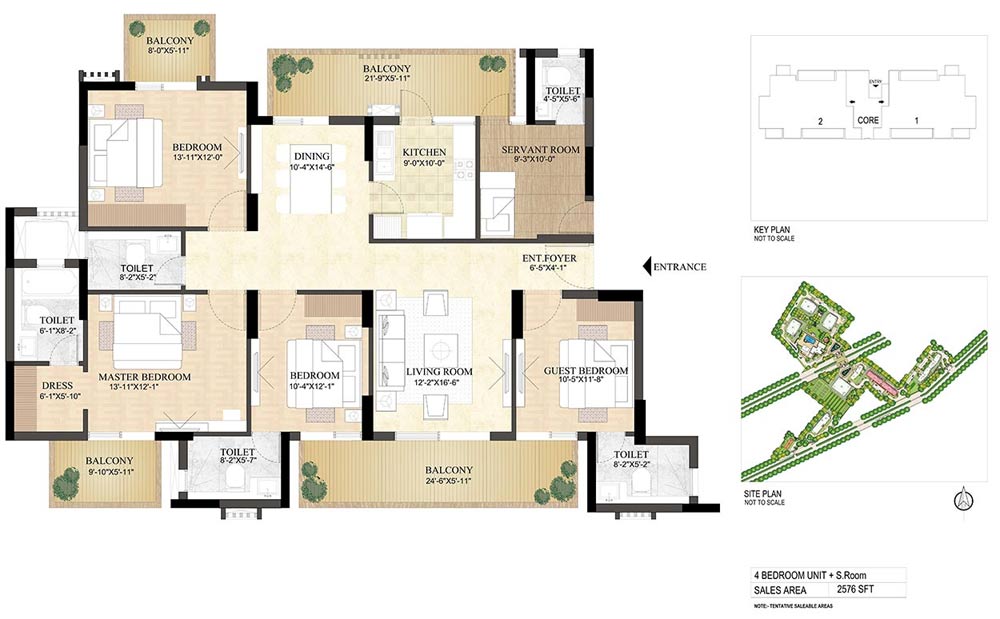 BALCONY
8'-0"X5'-11"
BALCONY
21'-9"X5'-11"
TOILET
4'-5"X5'-6"
BEDROOM
13'-11"X12'-0"
DINING
10'-4"X14'-6"
KITCHEN
9'-0"X10'-0"
SERVANT ROOM
9'-3"X10'-0"
TOILET
8'-2"X5'-2"
ENT.FOYER
6'-5"X4'-1"
ENTRANCE
TOILET
6'-1"X8'-2"
MASTER BEDROOM
13'-11"X12'-1"
DRESS
6'-1"X5'-10"
BEDROOM
10'-4"X12'-1"
LIVING ROOM
12'-2"X16'-6"
GUEST BEDROOM
10'-5"X11'-8"
BALCONY
9'-10"X5'-11"
TOILET
8'-2"X5'-7"
BALCONY
24'-6"X5'-11"
TOILET
8'-2"X5'-2"
ENTRY
2
CORE
1
KEY PLAN
NOT TO SCALE
SITE PLAN
NOT TO SCALE
4 BEDROOM UNIT + S.Room
SALES AREA 2576 SFT
NOTE:- TENTATIVE SALEABLE AREAS